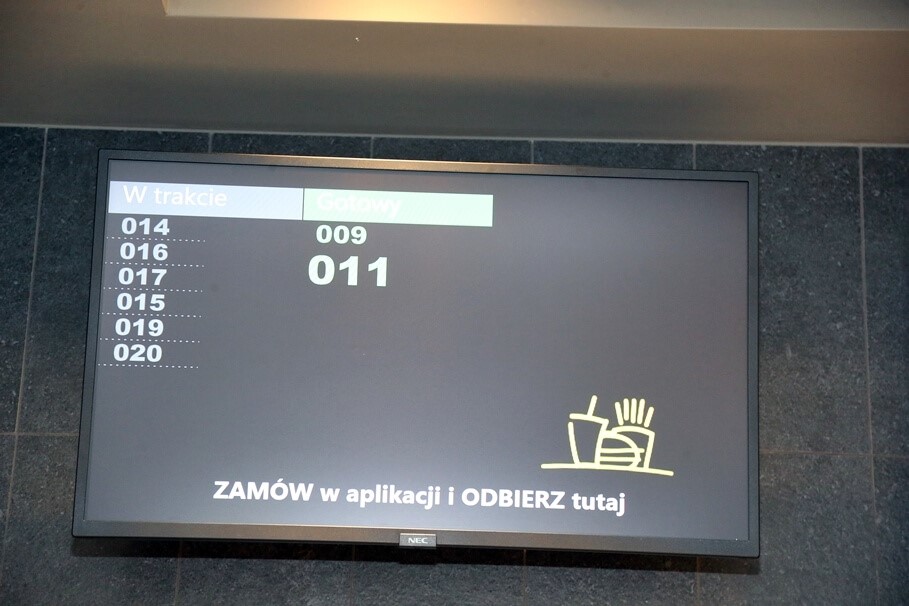 W trakcie
Gotowy
014
009
016
011
017
015
019
020
ZAMÓW w aplikacji i ODBIERZ tutaj
NEC